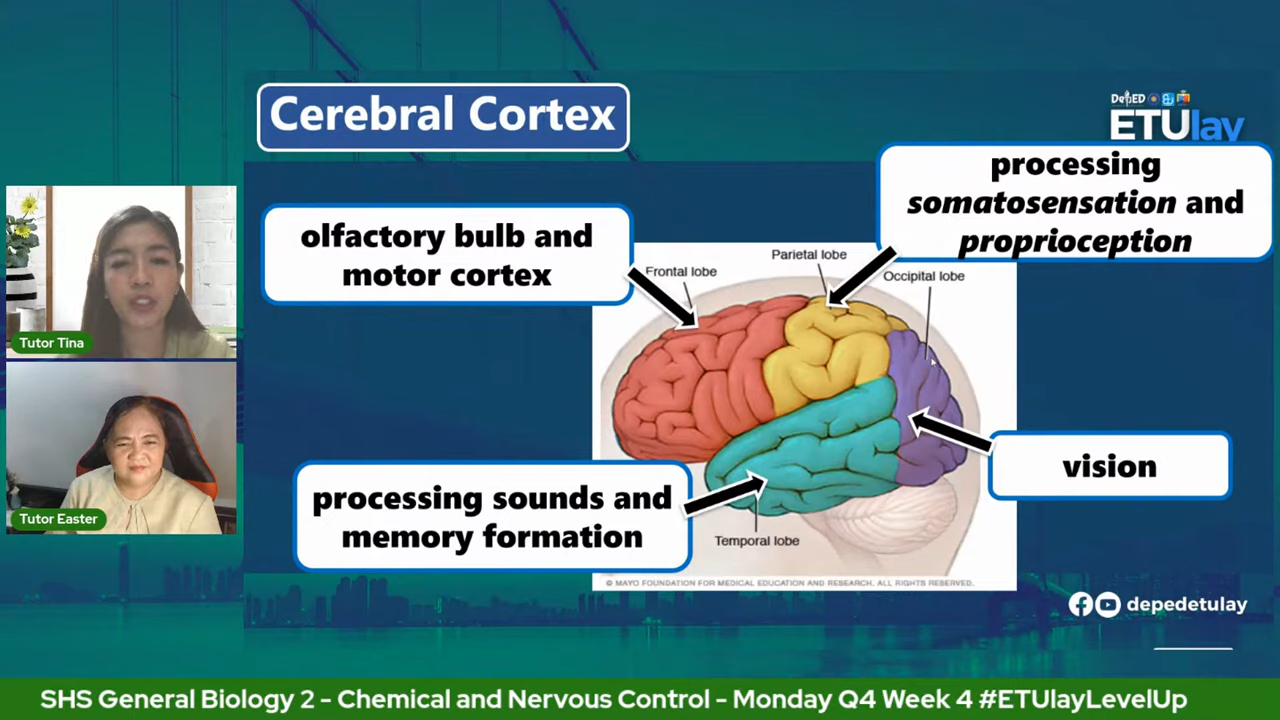 Cerebral Cortex
DepED
ETUlay
processing
somatosensation and
proprioception
olfactory bulb and
motor cortex
Parietal lobe
Frontal lobe
Occipital lobe
Tutor Tina
vision
processing sounds and
memory formation
Tutor Easter
Temporal lobe
© MAYO FOUNDATION FOR MEDICAL EDUCATION AND RESEARCH. ALL RIGHTS RESERVED.
depedetulay
SHS General Biology 2 - Chemical and Nervous Control - Monday Q4 Week 4 #ETUlayLevelUp